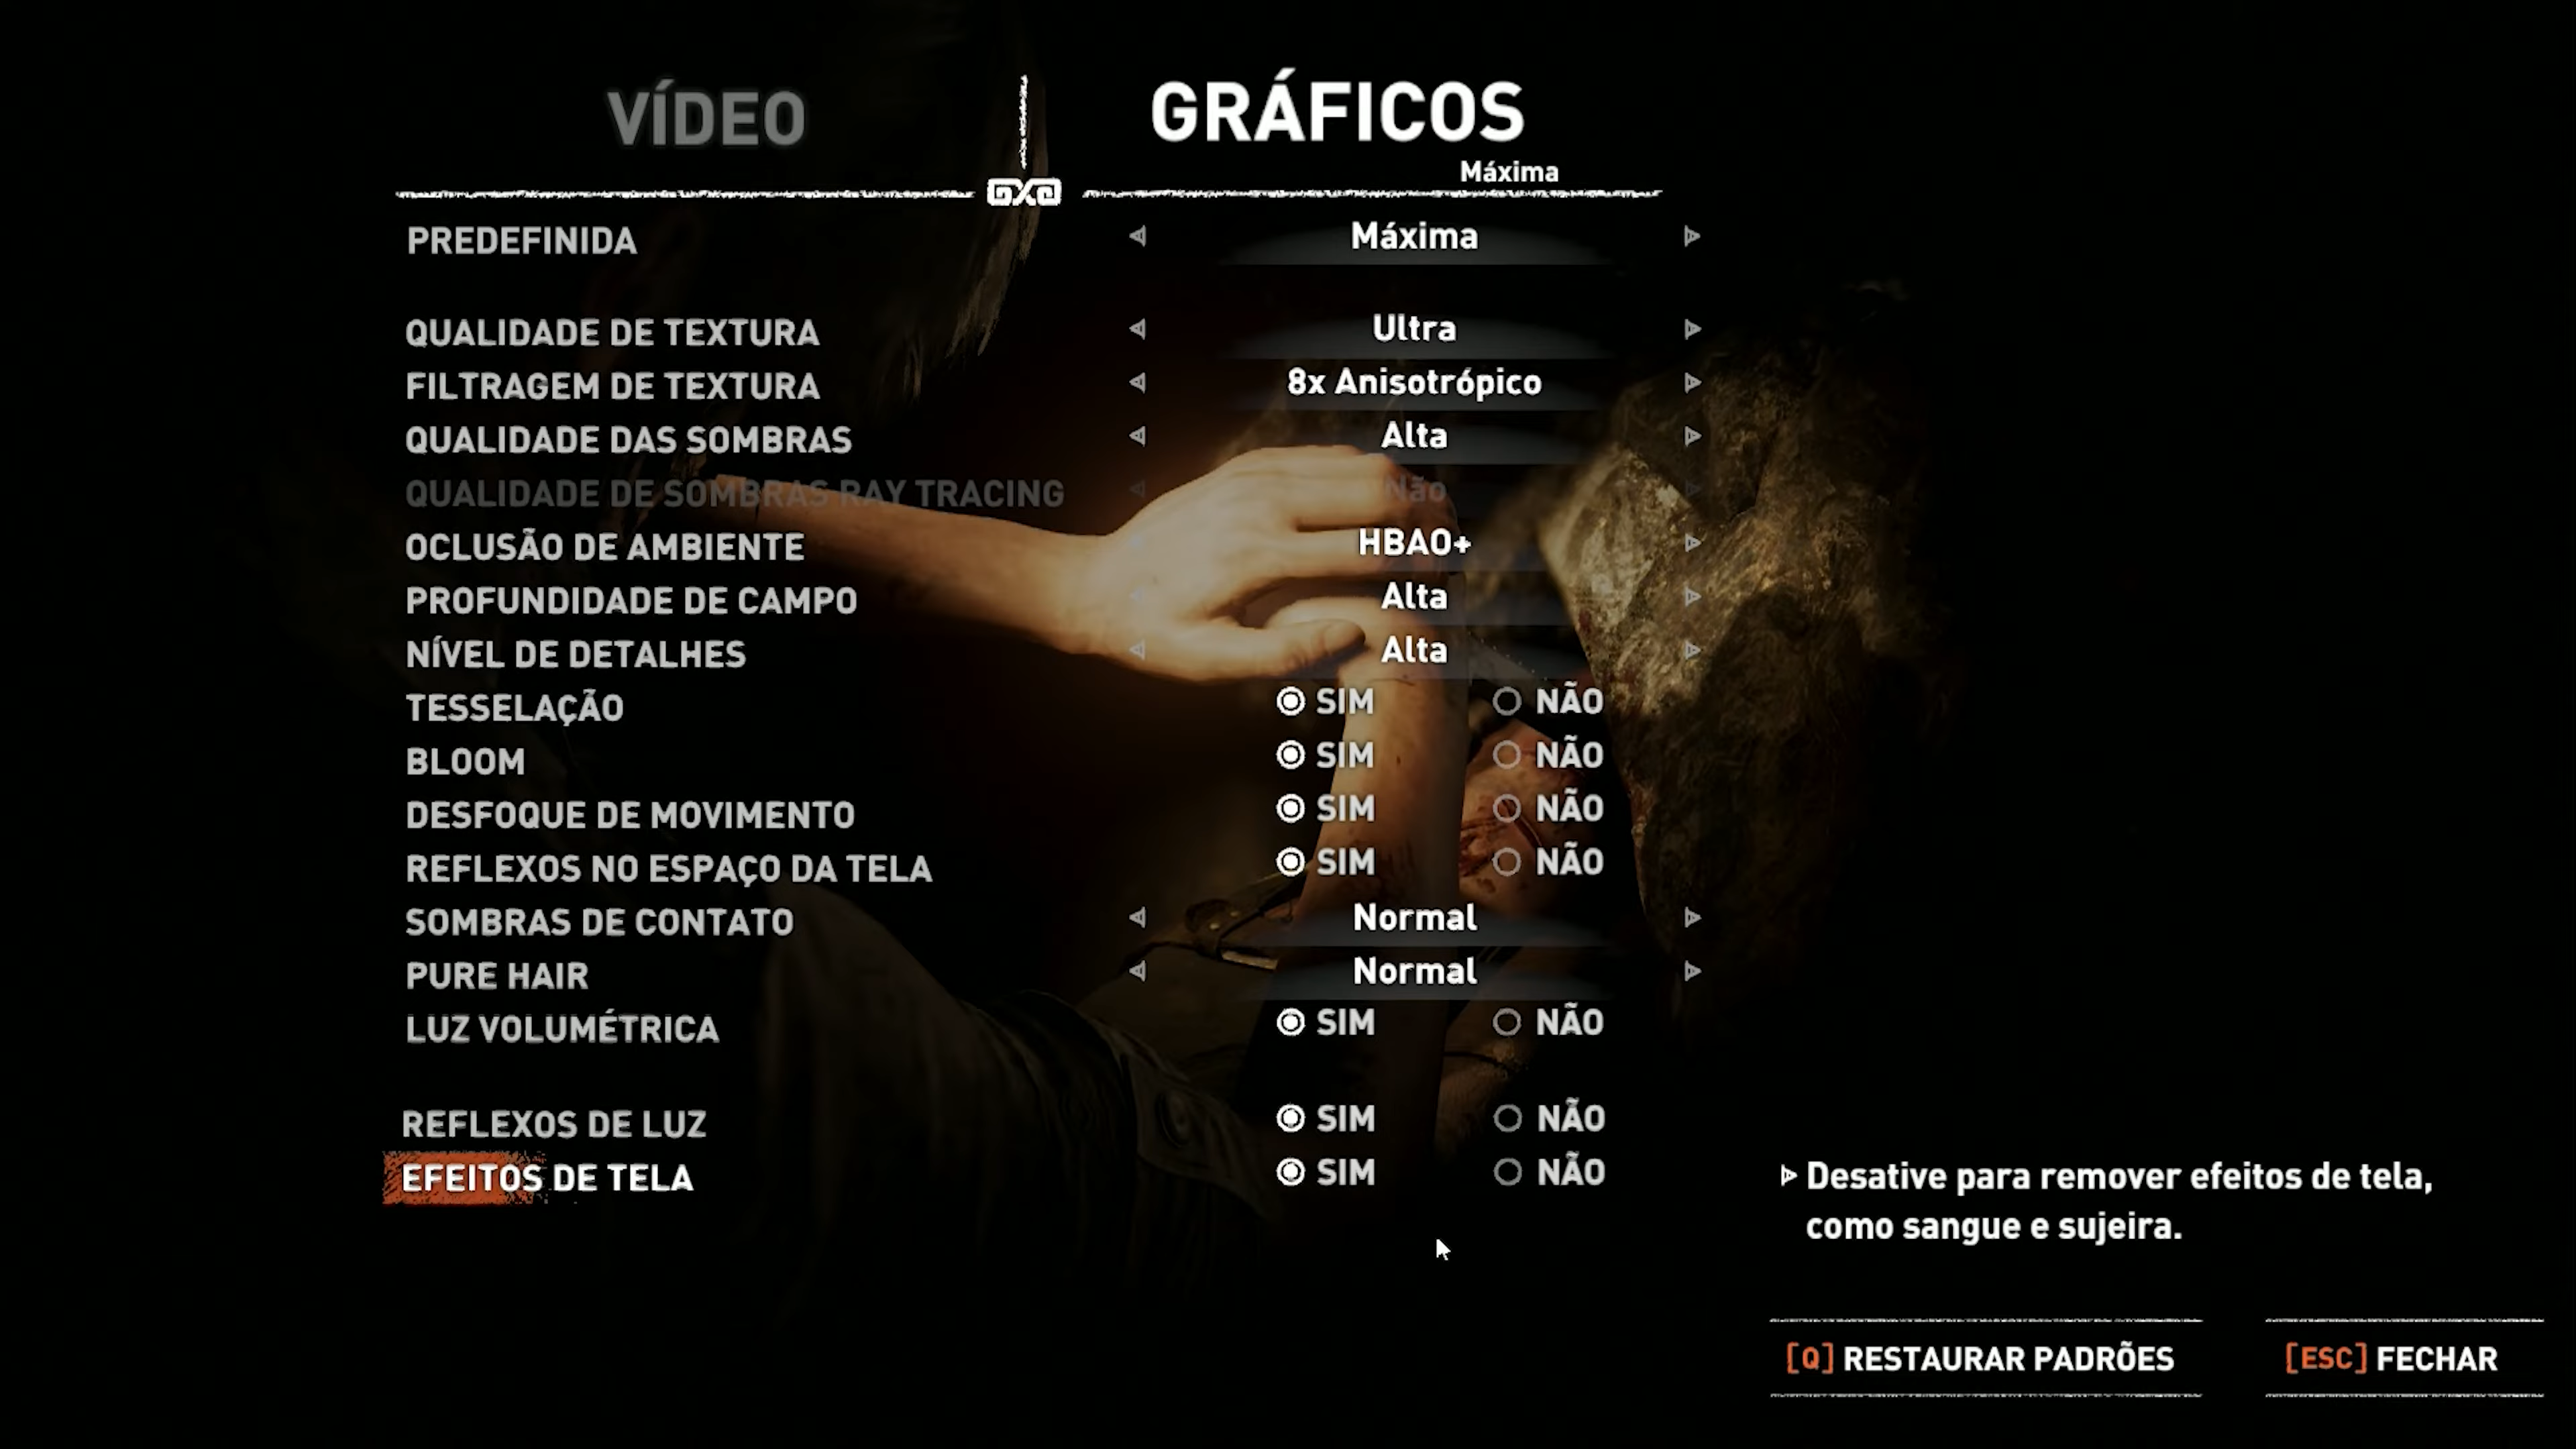 VÍDEO
GRÁFICOS
Máxima
PREDEFINIDA Máxima
QUALIDADE DE TEXTURA Ultra
FILTRAGEM DE TEXTURA 8x Anisotrópico
QUALIDADE DAS SOMBRAS Alta
QUALIDADE DE SOMBRAS RAY TRACING Não
OCLUSÃO DE AMBIENTE HBAO+
PROFUNDIDADE DE CAMPO Alta
NÍVEL DE DETALHES Alta
TESSELAÇÃO SIM NÃO
BLOOM SIM NÃO
DESFOQUE DE MOVIMENTO SIM NÃO
REFLEXOS NO ESPAÇO DA TELA SIM NÃO
SOMBRAS DE CONTATO Normal
PURE HAIR Normal
LUZ VOLUMÉTRICA SIM NÃO
REFLEXOS DE LUZ SIM NÃO
EFEITOS DE TELA SIM NÃO
Desative para remover efeitos de tela,
como sangue e sujeira.
[Q] RESTAURAR PADRÕES [ESC] FECHAR